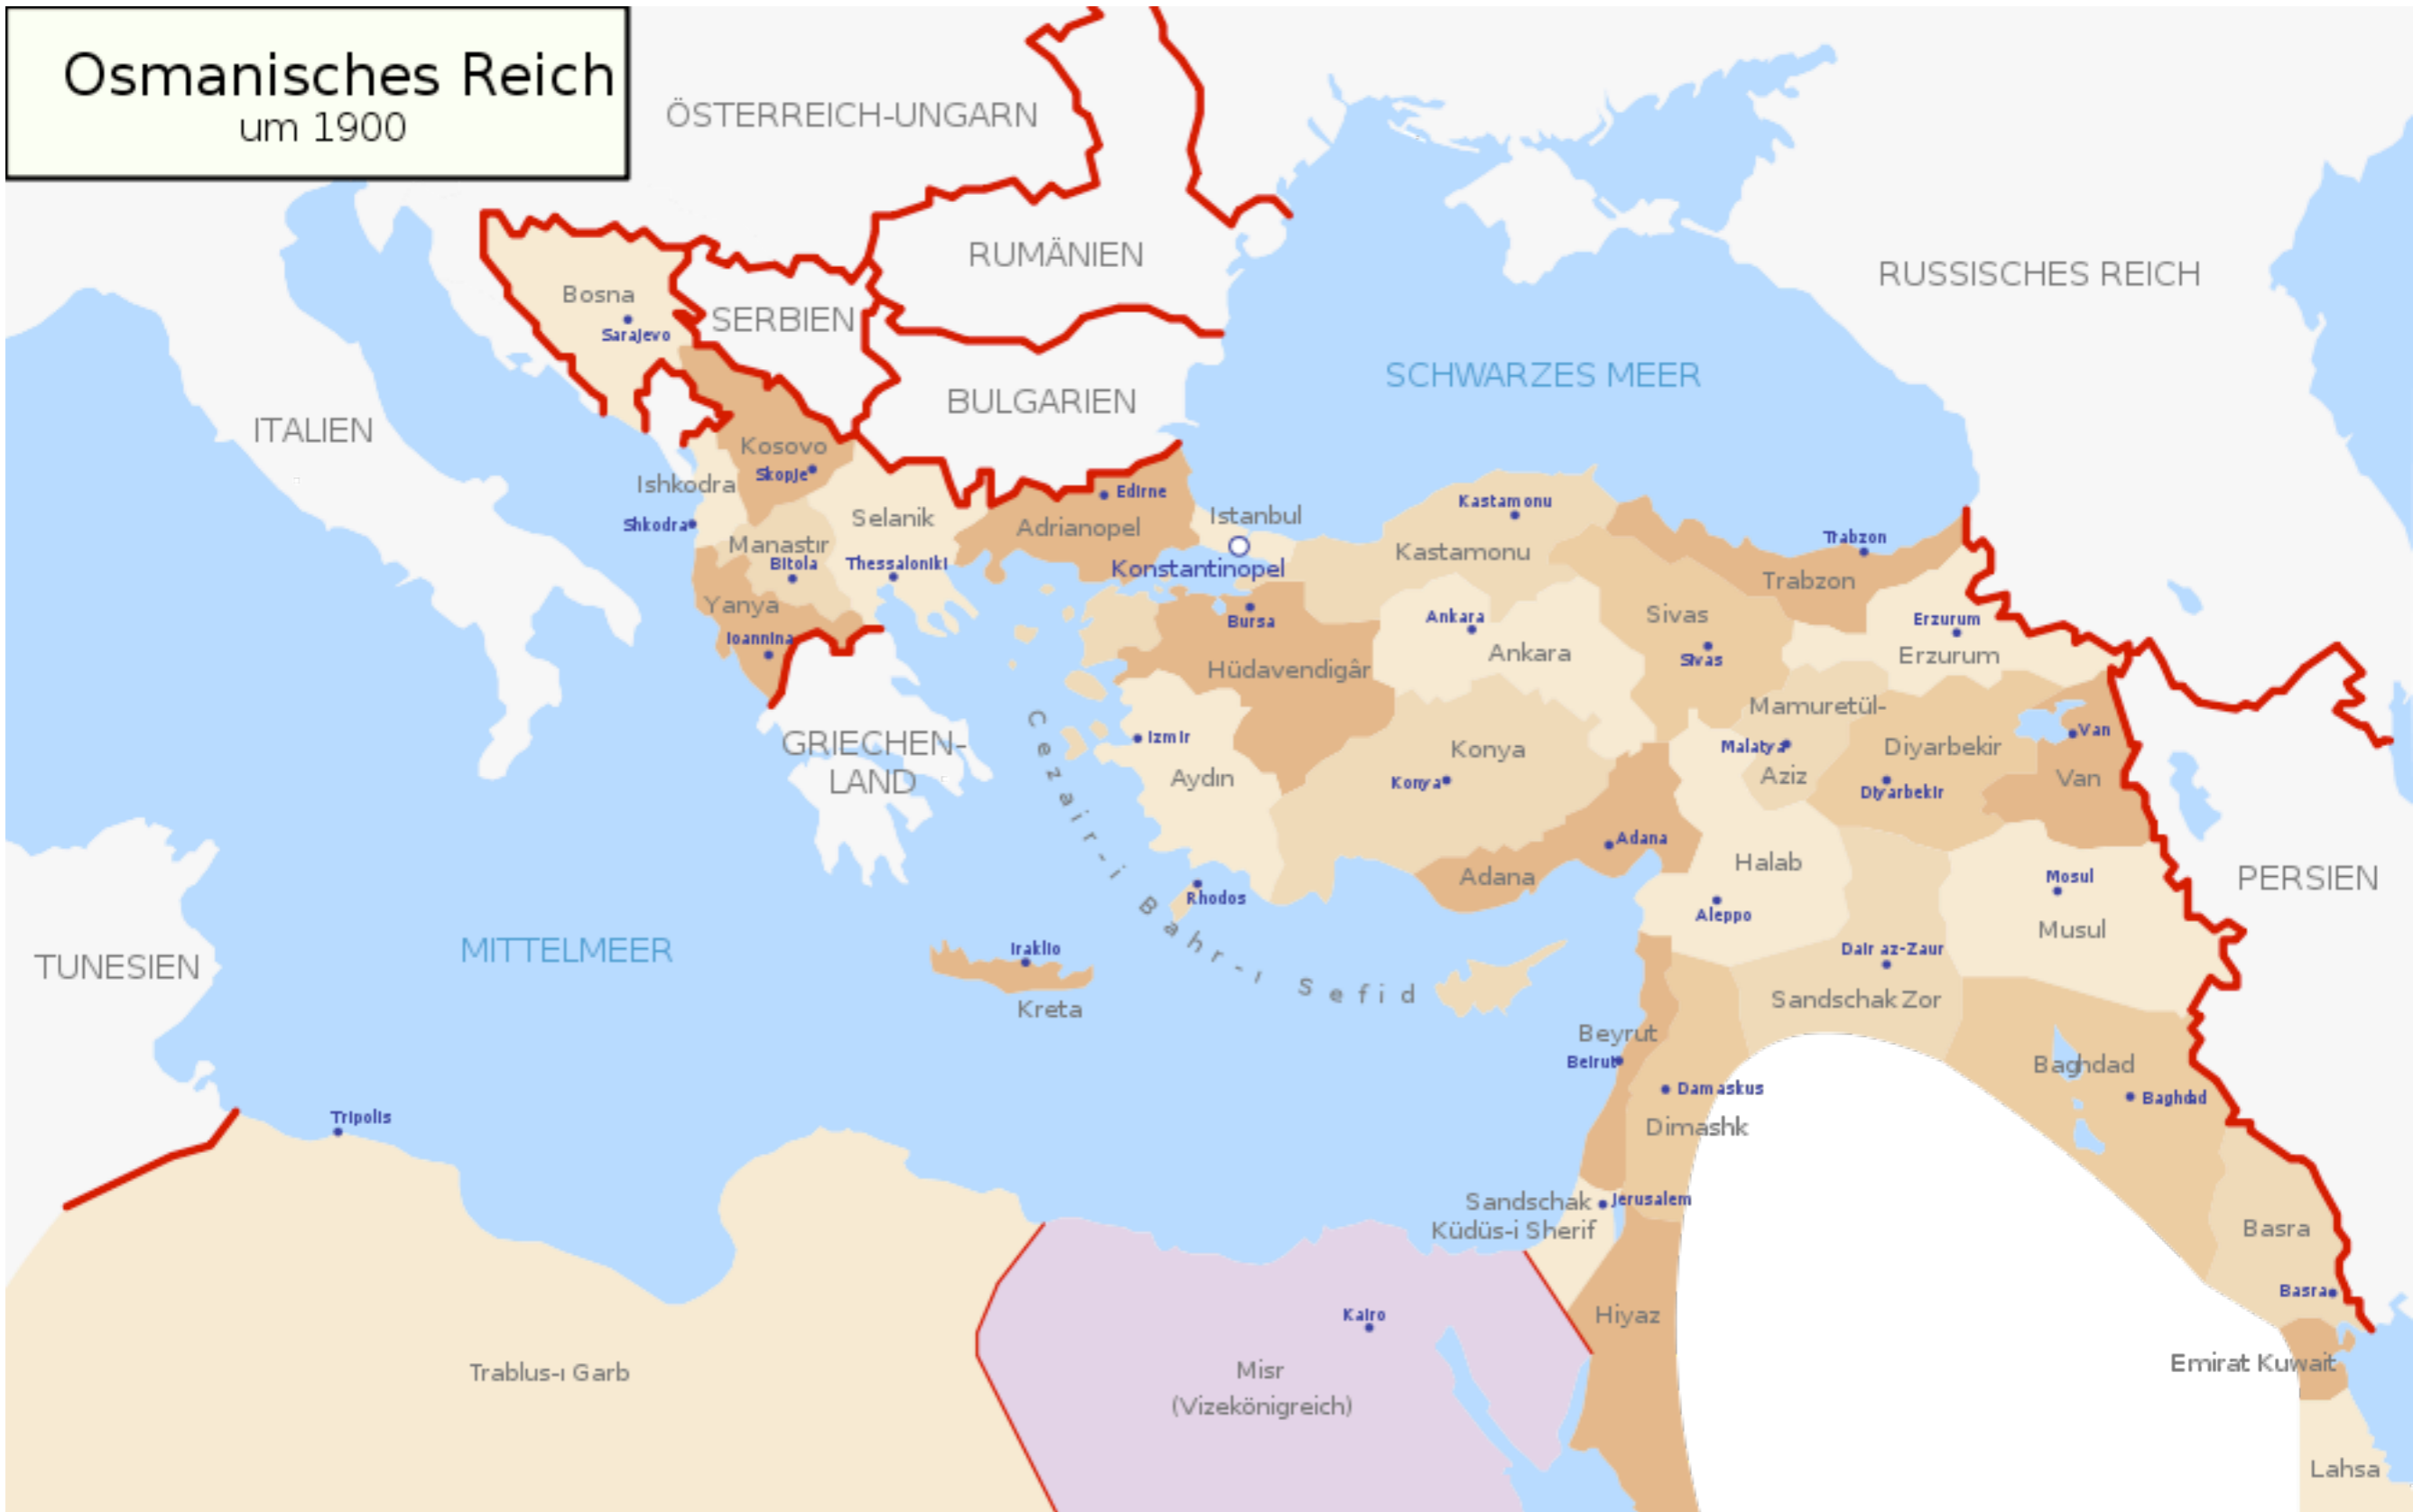 Osmanisches Reich
um 1900
ÖSTERREICH-UNGARN
RUMÄNIEN
RUSSISCHES REICH
Bosna
Sarajevo
SERBIEN
SCHWARZES MEER
BULGARIEN
ITALIEN
Kosovo
Skopje
Ishkodra
Shkodra
Selanik
Edirne
Adrianopel
Istanbul
Konstantinopel
Kastamonu
Kastamonu
Trabzon
Trabzon
Manastır
Bitola
Thessaloniki
Yanya
Ioannina
Bursa
Hüdavendigâr
Ankara
Ankara
Sivas
Sivas
Erzurum
Erzurum
Mamuretül-
Aziz
Malatya
Diyarbekir
Diyarbekir
Van
Van
GRIECHEN-
LAND
Cezair-i Bahr-ı Sefid
Izmir
Aydın
Konya
Konya
Adana
Adana
Halab
Aleppo
Mosul
Musul
PERSIEN
Rhodos
TUNESIEN
MITTELMEER
Iraklio
Kreta
Dair az-Zaur
Sandschak Zor
Beyrut
Beirut
Damaskus
Dimashk
Baghdad
Baghdad
Tripolis
Sandschak
Küdüs-i Sherif
Jerusalem
Basra
Basra
Hiyaz
Kairo
Misr
(Vizekönigreich)
Trablus-ı Garb
Emirat Kuwait
Lahsa